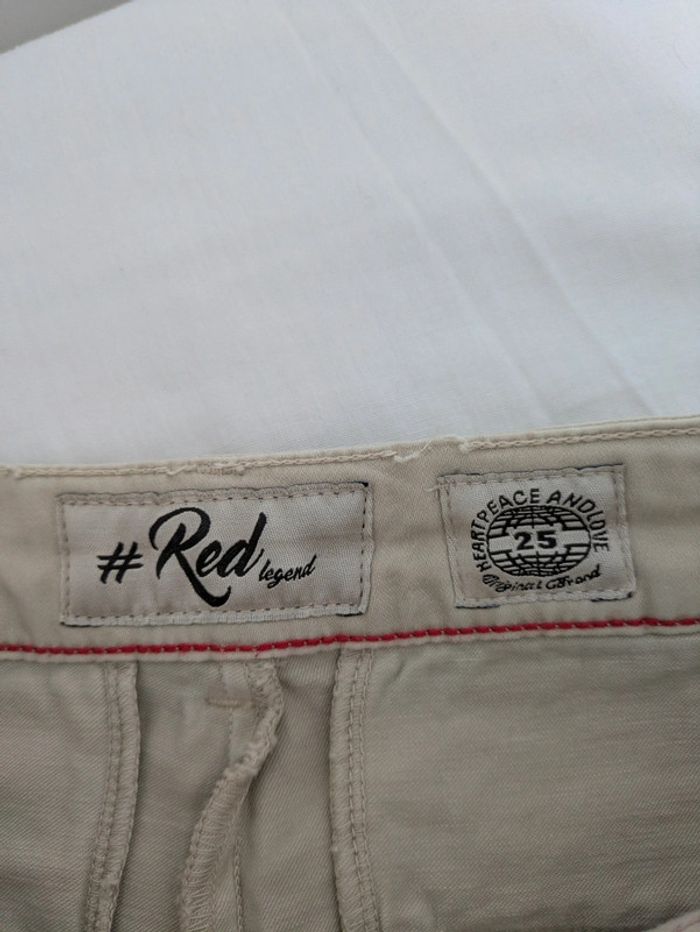 #Red
legend
HEARTPEACE ANDLOVE
25
Original Brand